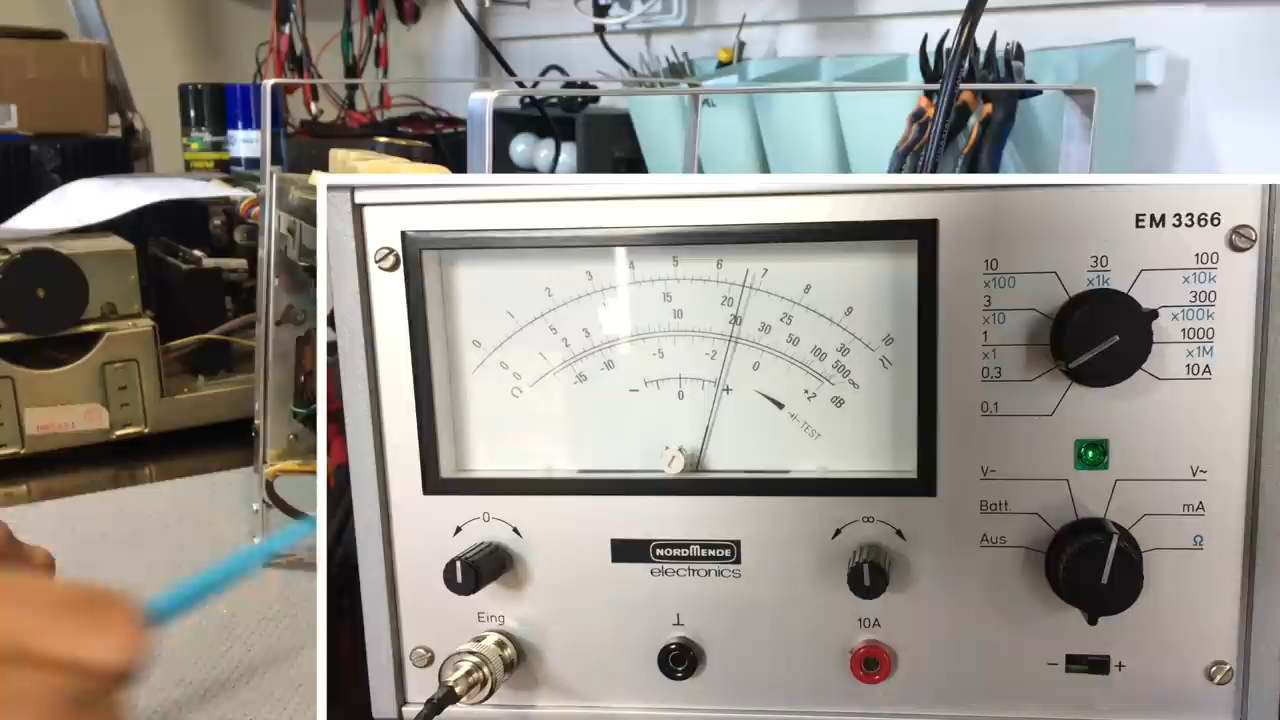 EM 3366
10 30 100
x100 x1k x10k
3 300
x10 x100k
1 1000
x1 x1M
0,3 10A
0,1
0 1 2 3 4 5 6 7 8 9 10
0 5 15 20 25 30
Ω 1 2 3 10 20 30 50 100 500 ∞
-15 -10 -5 -2 0 +2 dB
- 0 +
TEST
V- V~
Batt. mA
Aus Ω
0 ∞
NORDMENDE
electronics
Eing ⊥ 10A
- +